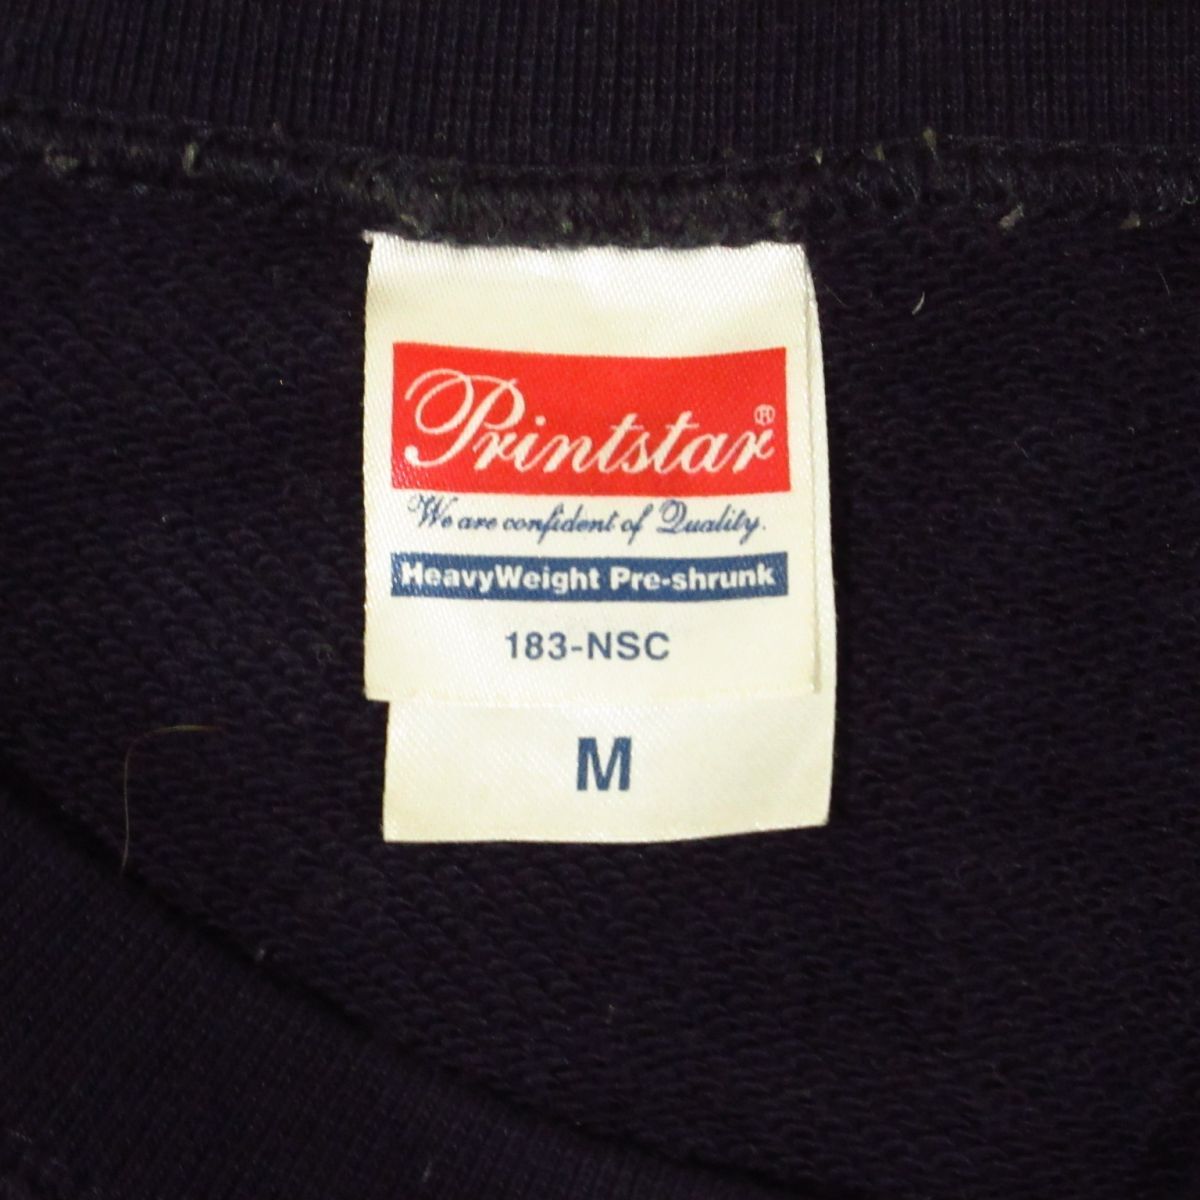 Printstar®
We are confident of Quality.
HeavyWeight Pre-shrunk
183-NSC
M